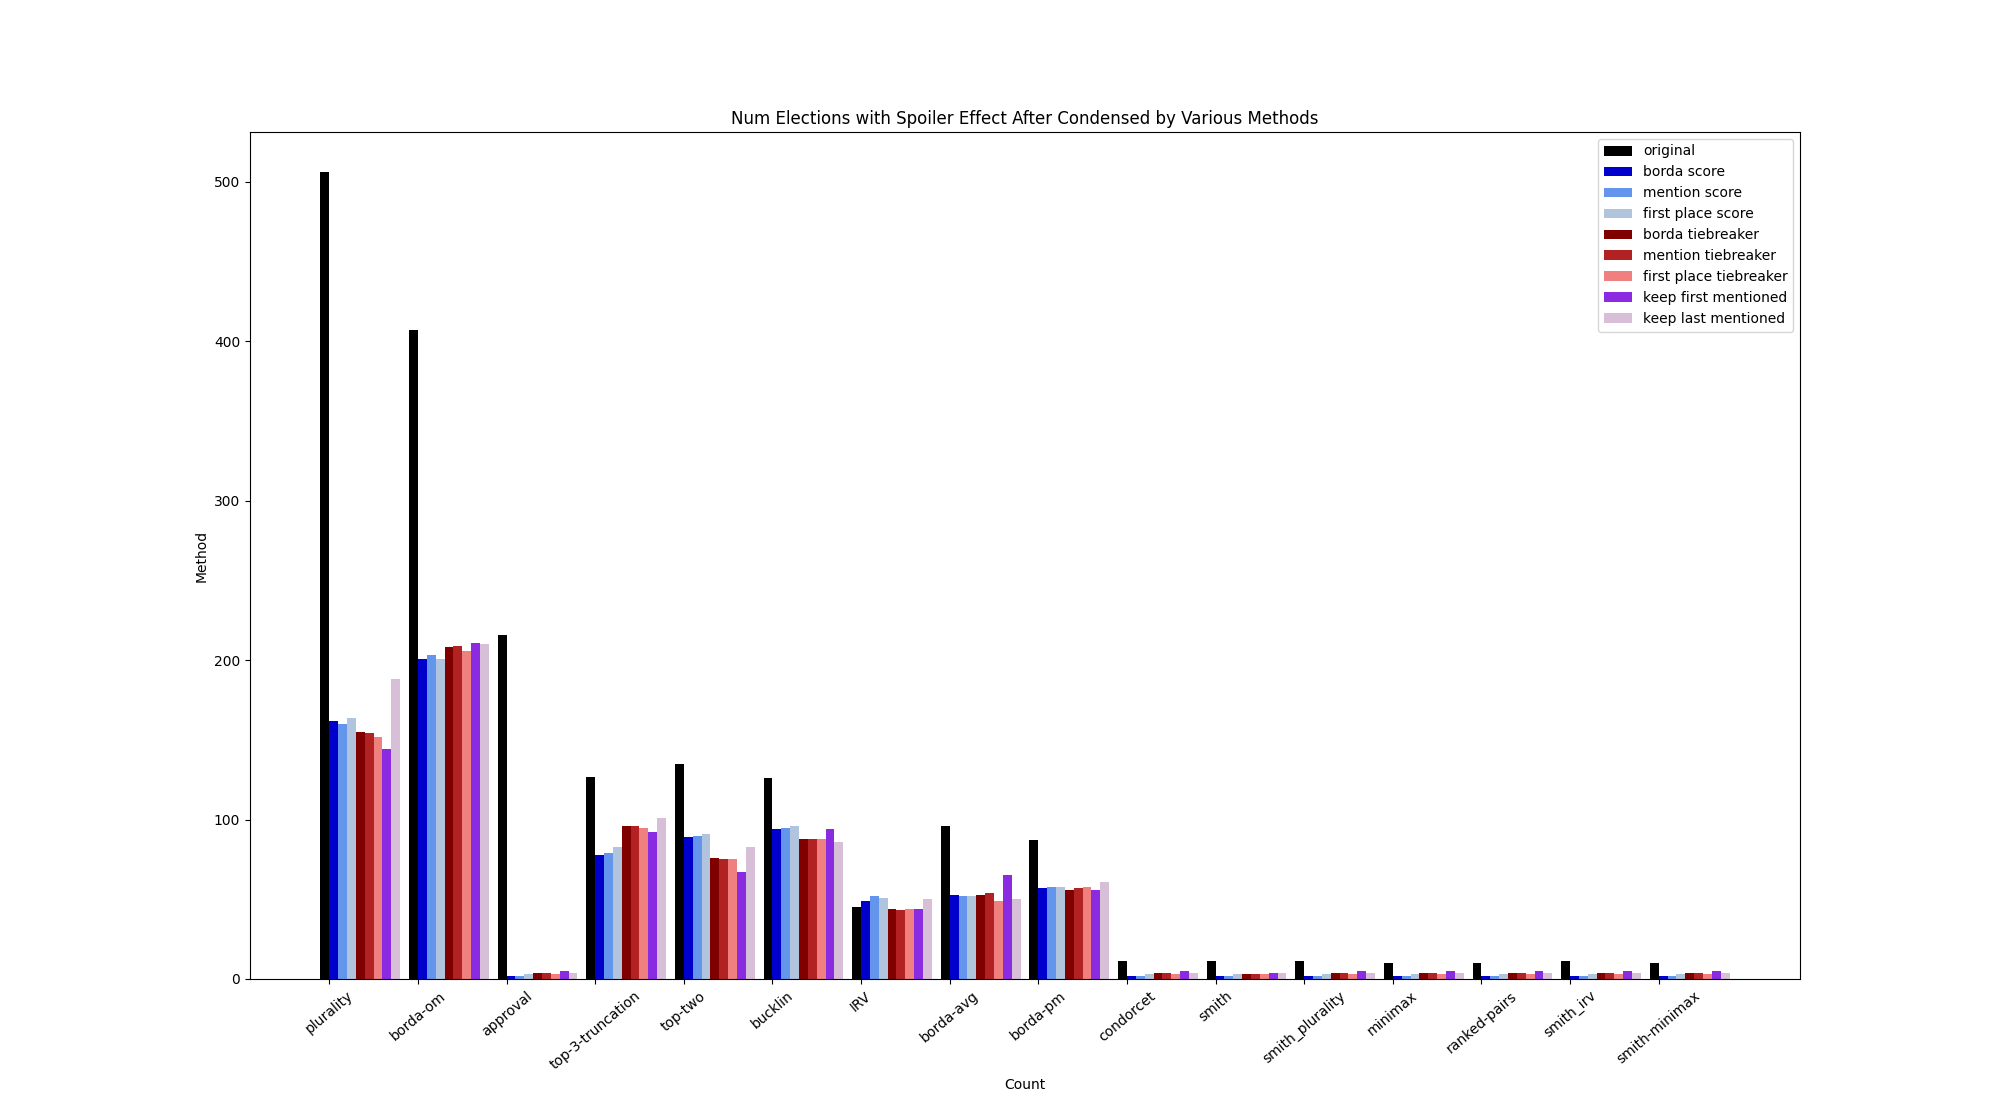 Num Elections with Spoiler Effect After Condensed by Various Methods
original
borda score
mention score
first place score
borda tiebreaker
mention tiebreaker
first place tiebreaker
keep first mentioned
keep last mentioned
500
400
300
200
100
0
Method
plurality
borda-om
approval
top-3-truncation
top-two
bucklin
IRV
borda-avg
borda-pm
condorcet
smith
smith_plurality
minimax
ranked-pairs
smith_irv
smith-minimax
Count